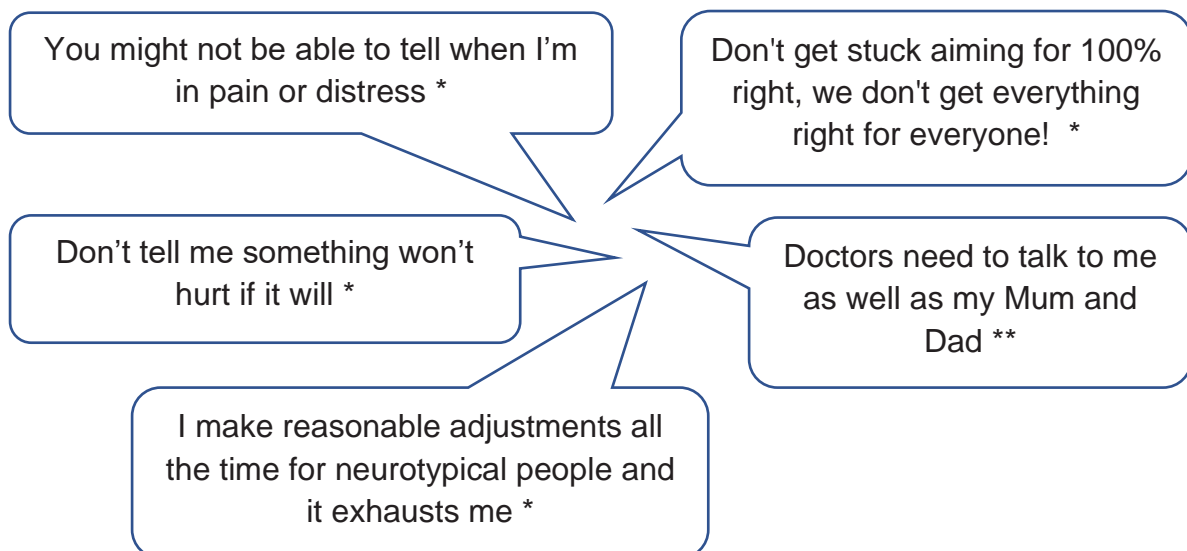 You might not be able to tell when I’m
in pain or distress *
Don't get stuck aiming for 100%
right, we don't get everything
right for everyone!  *
Don’t tell me something won’t
hurt if it will *
Doctors need to talk to me
as well as my Mum and
Dad **
I make reasonable adjustments all
the time for neurotypical people and
it exhausts me *